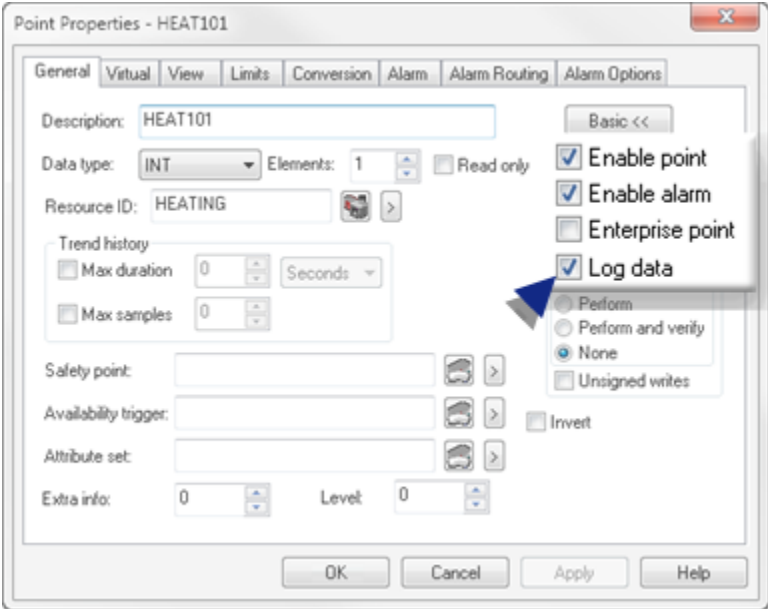 Point Properties - HEAT101
General Virtual View Limits Conversion Alarm Alarm Routing Alarm Options
Description: HEAT101 Basic <<
Data type: INT Elements: 1 Read only
Enable point
Enable alarm
Resource ID: HEATING >
Enterprise point
Trend history
Log data
Max duration 0 Seconds
Max samples 0
Perform
Perform and verify
None
Safety point: >
Unsigned writes
Availability trigger: >
Invert
Attribute set: >
Extra info: 0 Level: 0
OK Cancel Apply Help